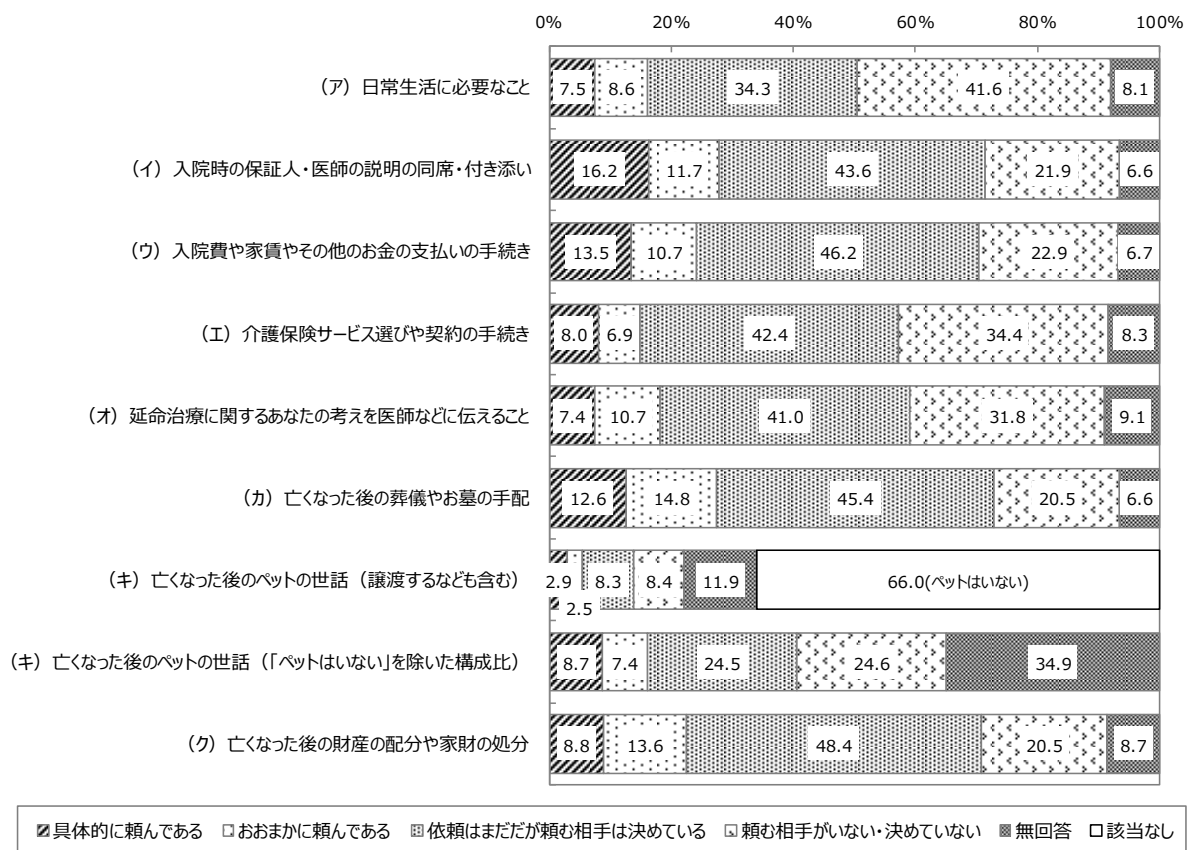 0% 20% 40% 60% 80% 100%
（ア）日常生活に必要なこと 7.5 8.6 34.3 41.6 8.1
（イ）入院時の保証人・医師の説明の同席・付き添い 16.2 11.7 43.6 21.9 6.6
（ウ）入院費や家賃やその他のお金の支払いの手続き 13.5 10.7 46.2 22.9 6.7
（エ）介護保険サービス選びや契約の手続き 8.0 6.9 42.4 34.4 8.3
（オ）延命治療に関するあなたの考えを医師などに伝えること 7.4 10.7 41.0 31.8 9.1
（カ）亡くなった後の葬儀やお墓の手配 12.6 14.8 45.4 20.5 6.6
（キ）亡くなった後のペットの世話（譲渡するなども含む） 2.9 8.3 8.4 11.9 66.0(ペットはいない)
2.5
（キ）亡くなった後のペットの世話（「ペットはいない」を除いた構成比） 8.7 7.4 24.5 24.6 34.9
（ク）亡くなった後の財産の配分や家財の処分 8.8 13.6 48.4 20.5 8.7
具体的に頼んである おおまかに頼んである 依頼はまだだが頼む相手は決めている 頼む相手がいない・決めていない 無回答 該当なし